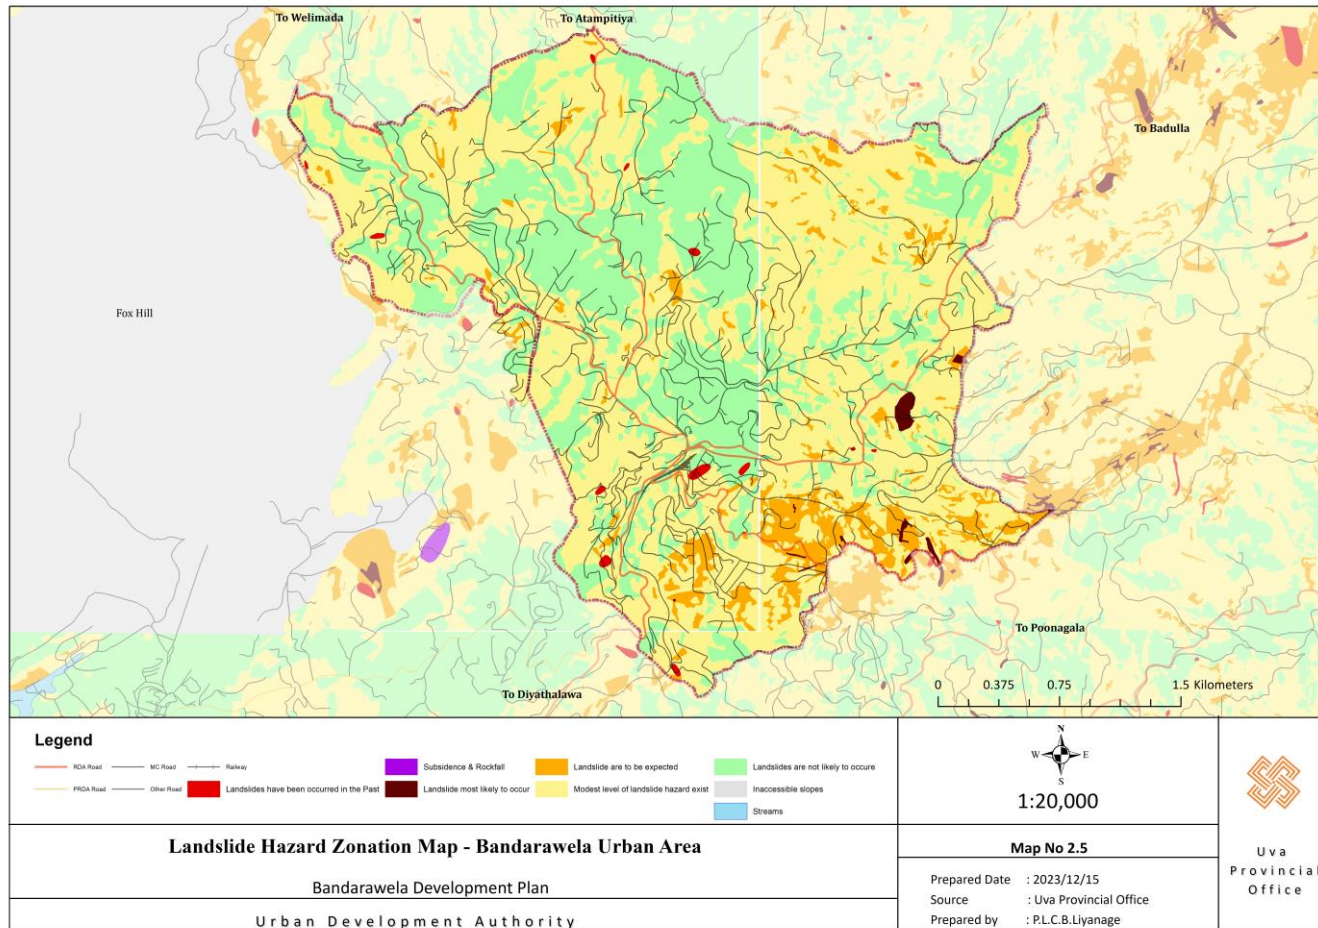 To Welimada
To Atampitiya
To Badulla
Fox Hill
To Poonagala
To Diyathalawa
0 0.375 0.75 1.5 Kilometers
Legend
RDA Road
MC Road
Railway
Subsidence & Rockfall
Landslide are to be expected
Landslides are not likely to occure
PRDA Road
Other Road
Landslides have been occurred in the Past
Landslide most likely to occur
Modest level of landslide hazard exist
Inaccessible slopes
Streams
N
W E
S
1:20,000
Landslide Hazard Zonation Map - Bandarawela Urban Area
Bandarawela Development Plan
Urban Development Authority
Map No 2.5
Prepared Date : 2023/12/15
Source : Uva Provincial Office
Prepared by : P.L.C.B.Liyanage
Uva
Provincial
Office